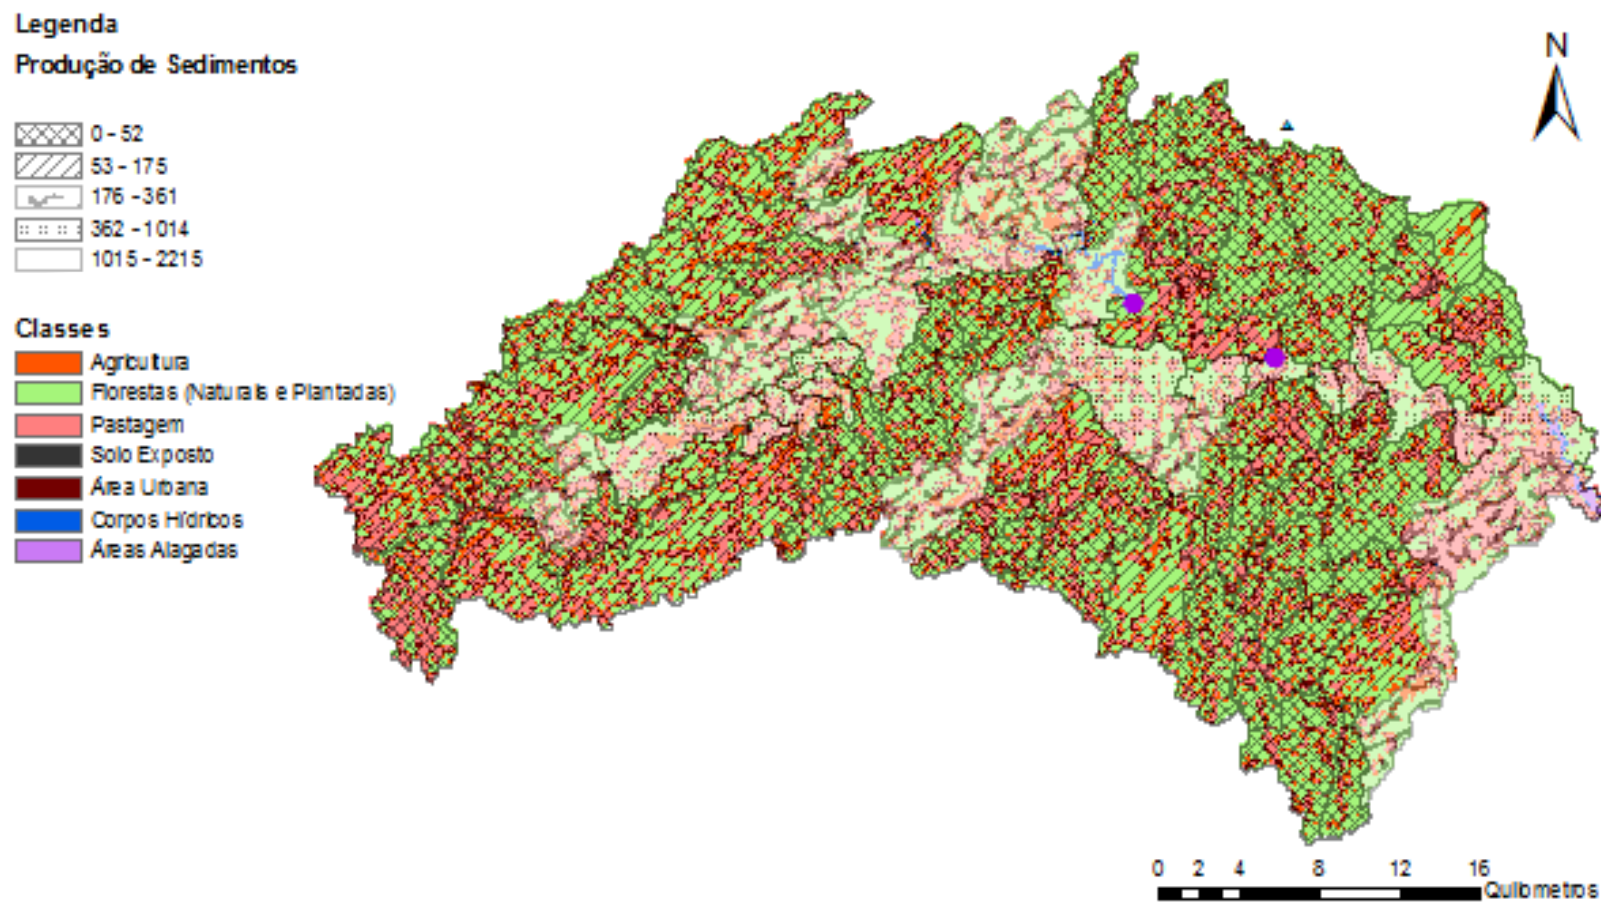 Legenda
Produção de Sedimentos
0 - 52
53 - 175
176 -361
362 -1014
1015 - 2215
Classes
Agricultura
Florestas (Naturais e Plantadas)
Pastagem
Solo Exposto
Área Urbana
Corpos Hídricos
Áreas Alagadas
N
0 2 4 8 12 16
Quilometros